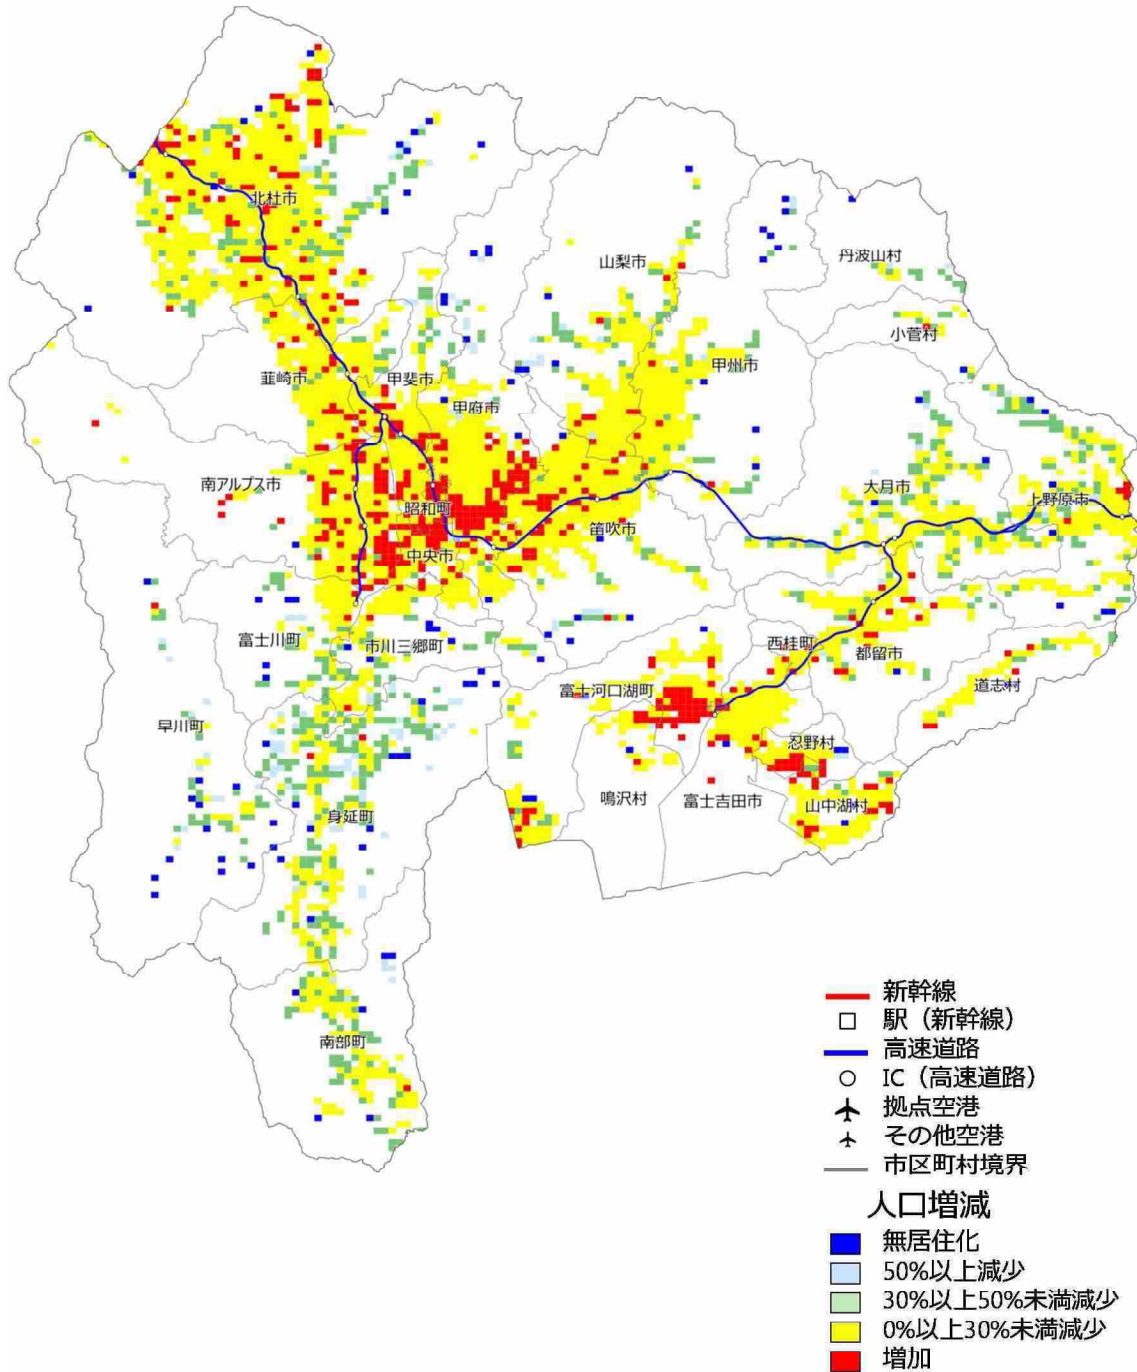 北杜市
山梨市
丹波山村
小菅村
韮崎市
甲斐市
甲州市
甲府市
南アルプス市
大月市
上野原市
昭和町
笛吹市
中央市
富士川町
市川三郷町
西桂町
都留市
道志村
富士河口湖町
早川町
忍野村
鳴沢村
富士吉田市
山中湖村
身延町
南部町
新幹線
駅（新幹線）
高速道路
IC（高速道路）
拠点空港
その他空港
市区町村境界
人口増減
無居住化
50%以上減少
30%以上50%未満減少
0%以上30%未満減少
増加